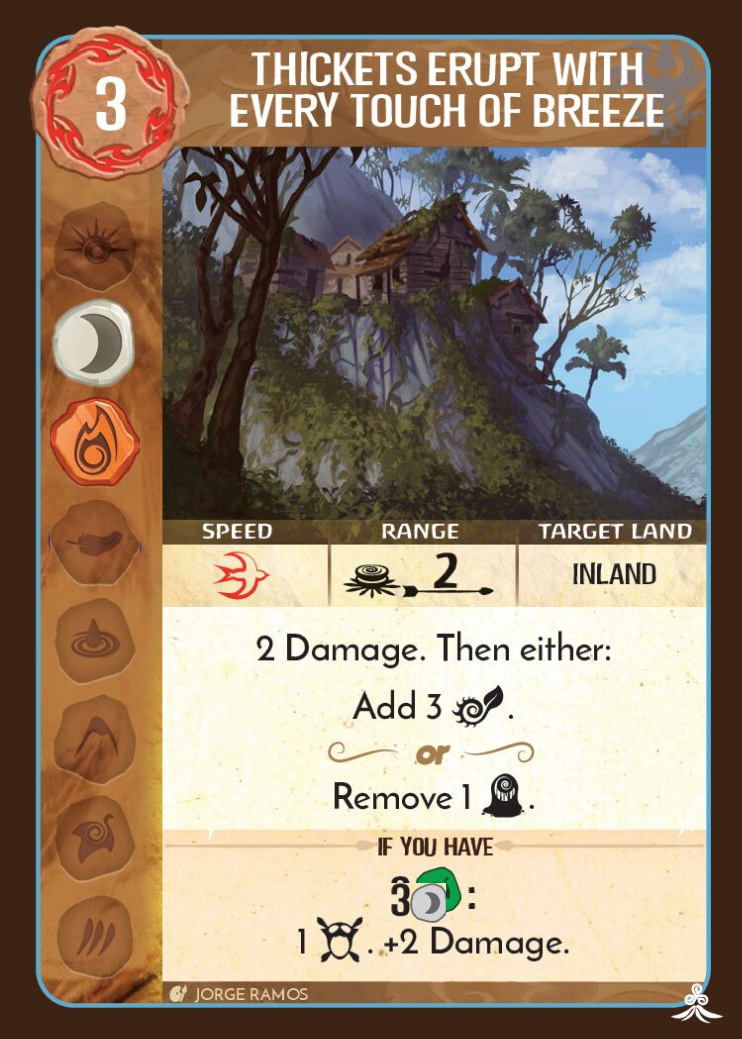 3
THICKETS ERUPT WITH
EVERY TOUCH OF BREEZE
SPEED RANGE TARGET LAND
2 INLAND
2 Damage. Then either:
Add 3 .
or
Remove 1 .
IF YOU HAVE
3 :
1 . +2 Damage.
JORGE RAMOS